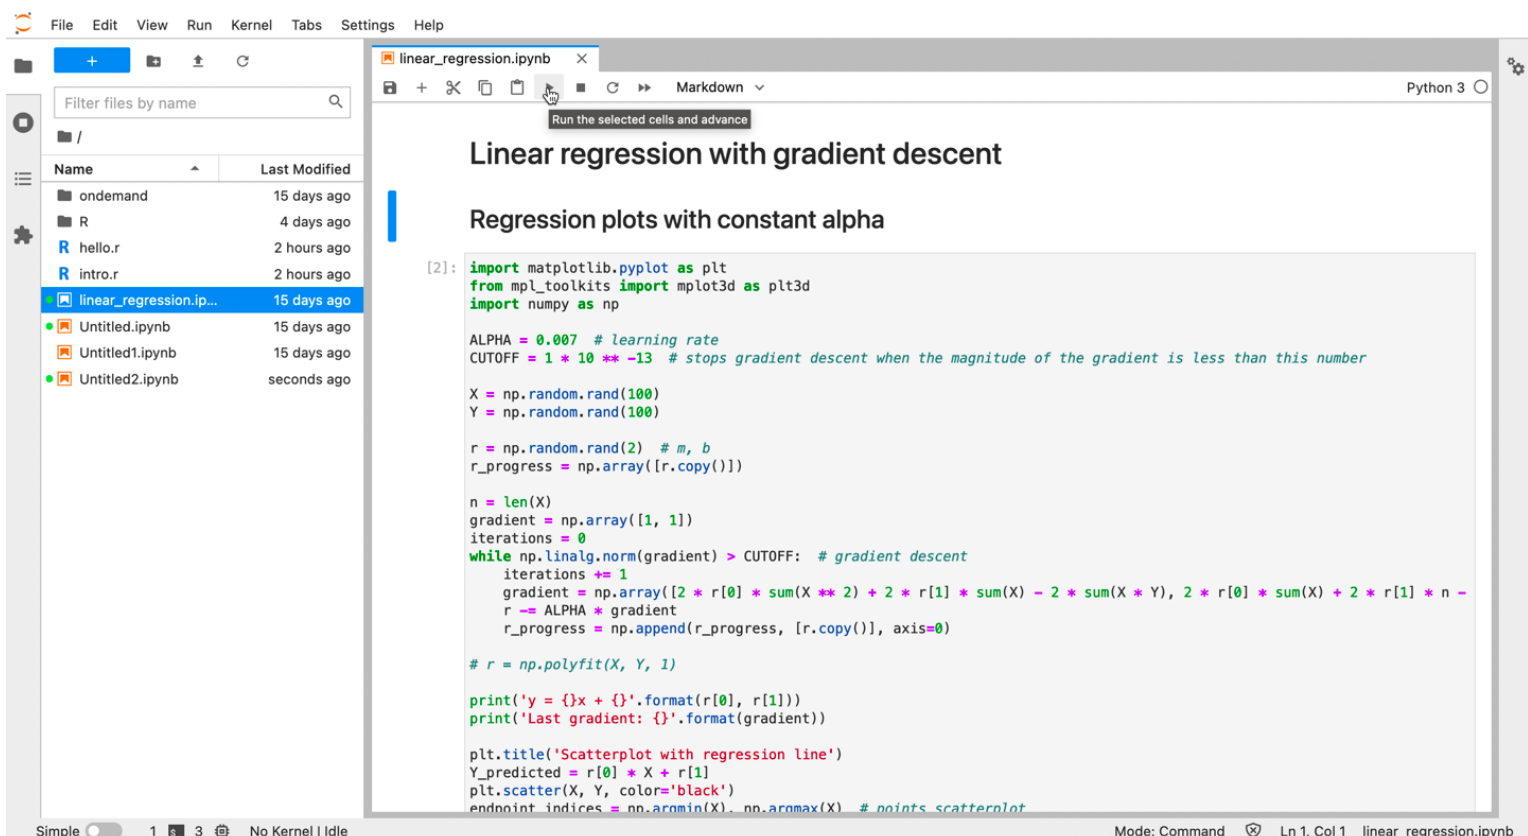 File Edit View Run Kernel Tabs Settings Help
+
Filter files by name
/
Name Last Modified
ondemand 15 days ago
R 4 days ago
R hello.r 2 hours ago
R intro.r 2 hours ago
linear_regression.ip... 15 days ago
Untitled.ipynb 15 days ago
Untitled1.ipynb 15 days ago
Untitled2.ipynb seconds ago
linear_regression.ipynb
Markdown
Python 3
Run the selected cells and advance
Linear regression with gradient descent
Regression plots with constant alpha
[2]: import matplotlib.pyplot as plt
from mpl_toolkits import mplot3d as plt3d
import numpy as np
ALPHA = 0.007 # learning rate
CUTOFF = 1 * 10 ** -13 # stops gradient descent when the magnitude of the gradient is less than this number
X = np.random.rand(100)
Y = np.random.rand(100)
r = np.random.rand(2) # m, b
r_progress = np.array([r.copy()])
n = len(X)
gradient = np.array([1, 1])
iterations = 0
while np.linalg.norm(gradient) > CUTOFF: # gradient descent
iterations += 1
gradient = np.array([2 * r[0] * sum(X ** 2) + 2 * r[1] * sum(X) - 2 * sum(X * Y), 2 * r[0] * sum(X) + 2 * r[1] * n -
r -= ALPHA * gradient
r_progress = np.append(r_progress, [r.copy()], axis=0)
# r = np.polyfit(X, Y, 1)
print('y = {}x + {}'.format(r[0], r[1]))
print('Last gradient: {}'.format(gradient))
plt.title('Scatterplot with regression line')
Y_predicted = r[0] * X + r[1]
plt.scatter(X, Y, color='black')
endpoint_indices = np.argmin(X), np.argmax(X) # points scatterplot
Simple 1 s_ 3 No Kernel | Idle
Mode: Command Ln 1, Col 1 linear_regression.ipynb